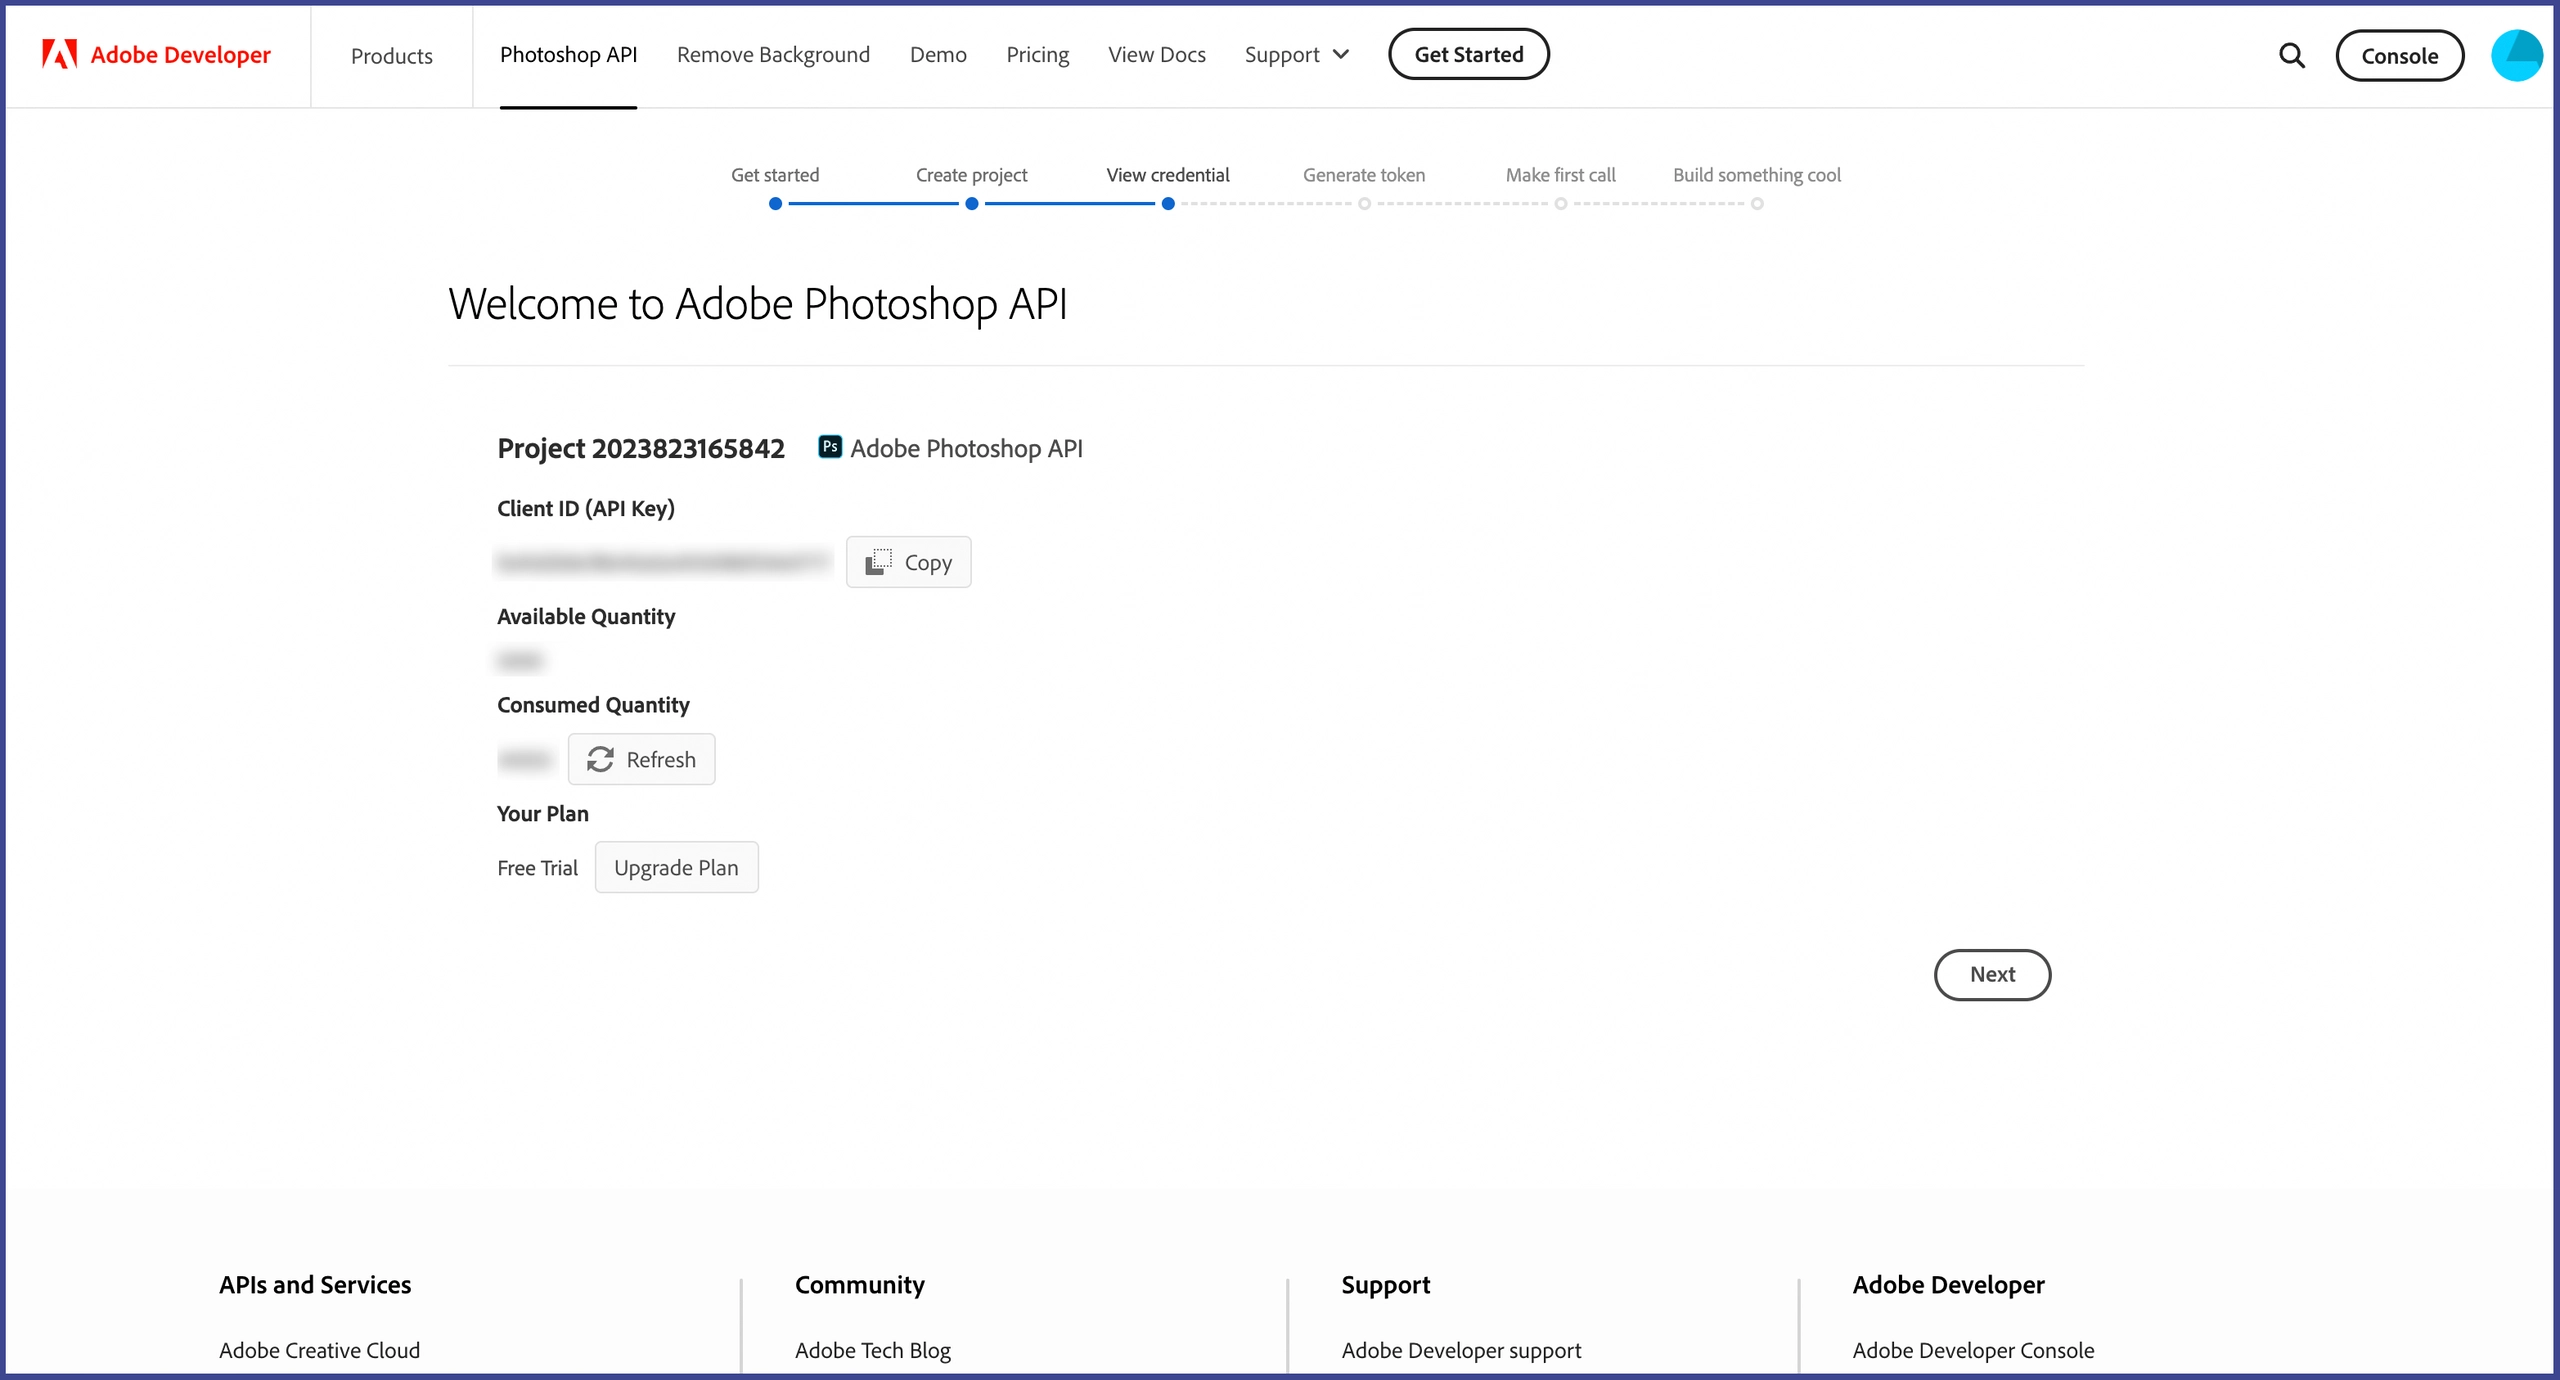 Adobe Developer
Products
Photoshop API
Remove Background
Demo
Pricing
View Docs
Support
Get Started
Console
Get started
Create project
View credential
Generate token
Make first call
Build something cool
Welcome to Adobe Photoshop API
Project 2023823165842
Ps Adobe Photoshop API
Client ID (API Key)
Copy
Available Quantity
Consumed Quantity
Refresh
Your Plan
Free Trial
Upgrade Plan
Next
APIs and Services
Adobe Creative Cloud
Community
Adobe Tech Blog
Support
Adobe Developer support
Adobe Developer
Adobe Developer Console